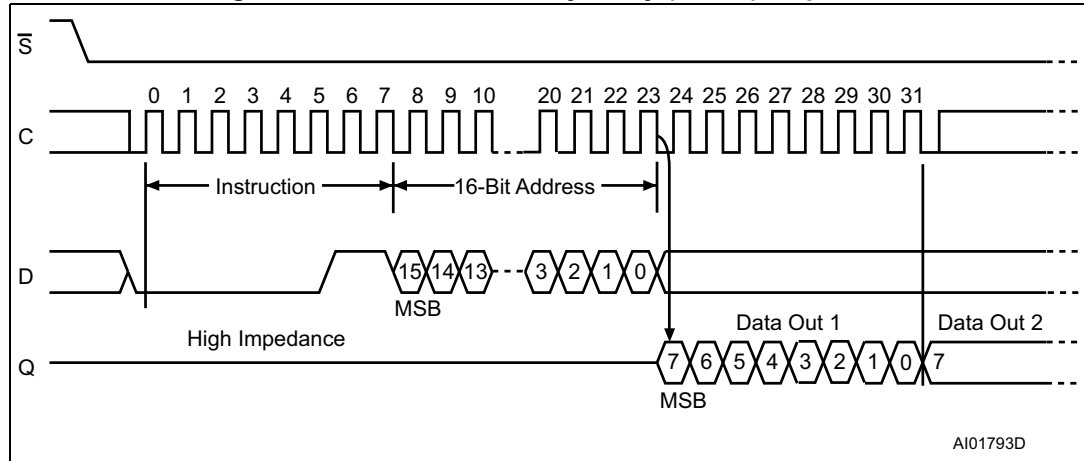 S
0 1 2 3 4 5 6 7 8 9 10 20 21 22 23 24 25 26 27 28 29 30 31
C
Instruction 16-Bit Address
D 15 14 13 3 2 1 0
MSB
High Impedance Data Out 1 Data Out 2
Q 7 6 5 4 3 2 1 0 7
MSB
AI01793D